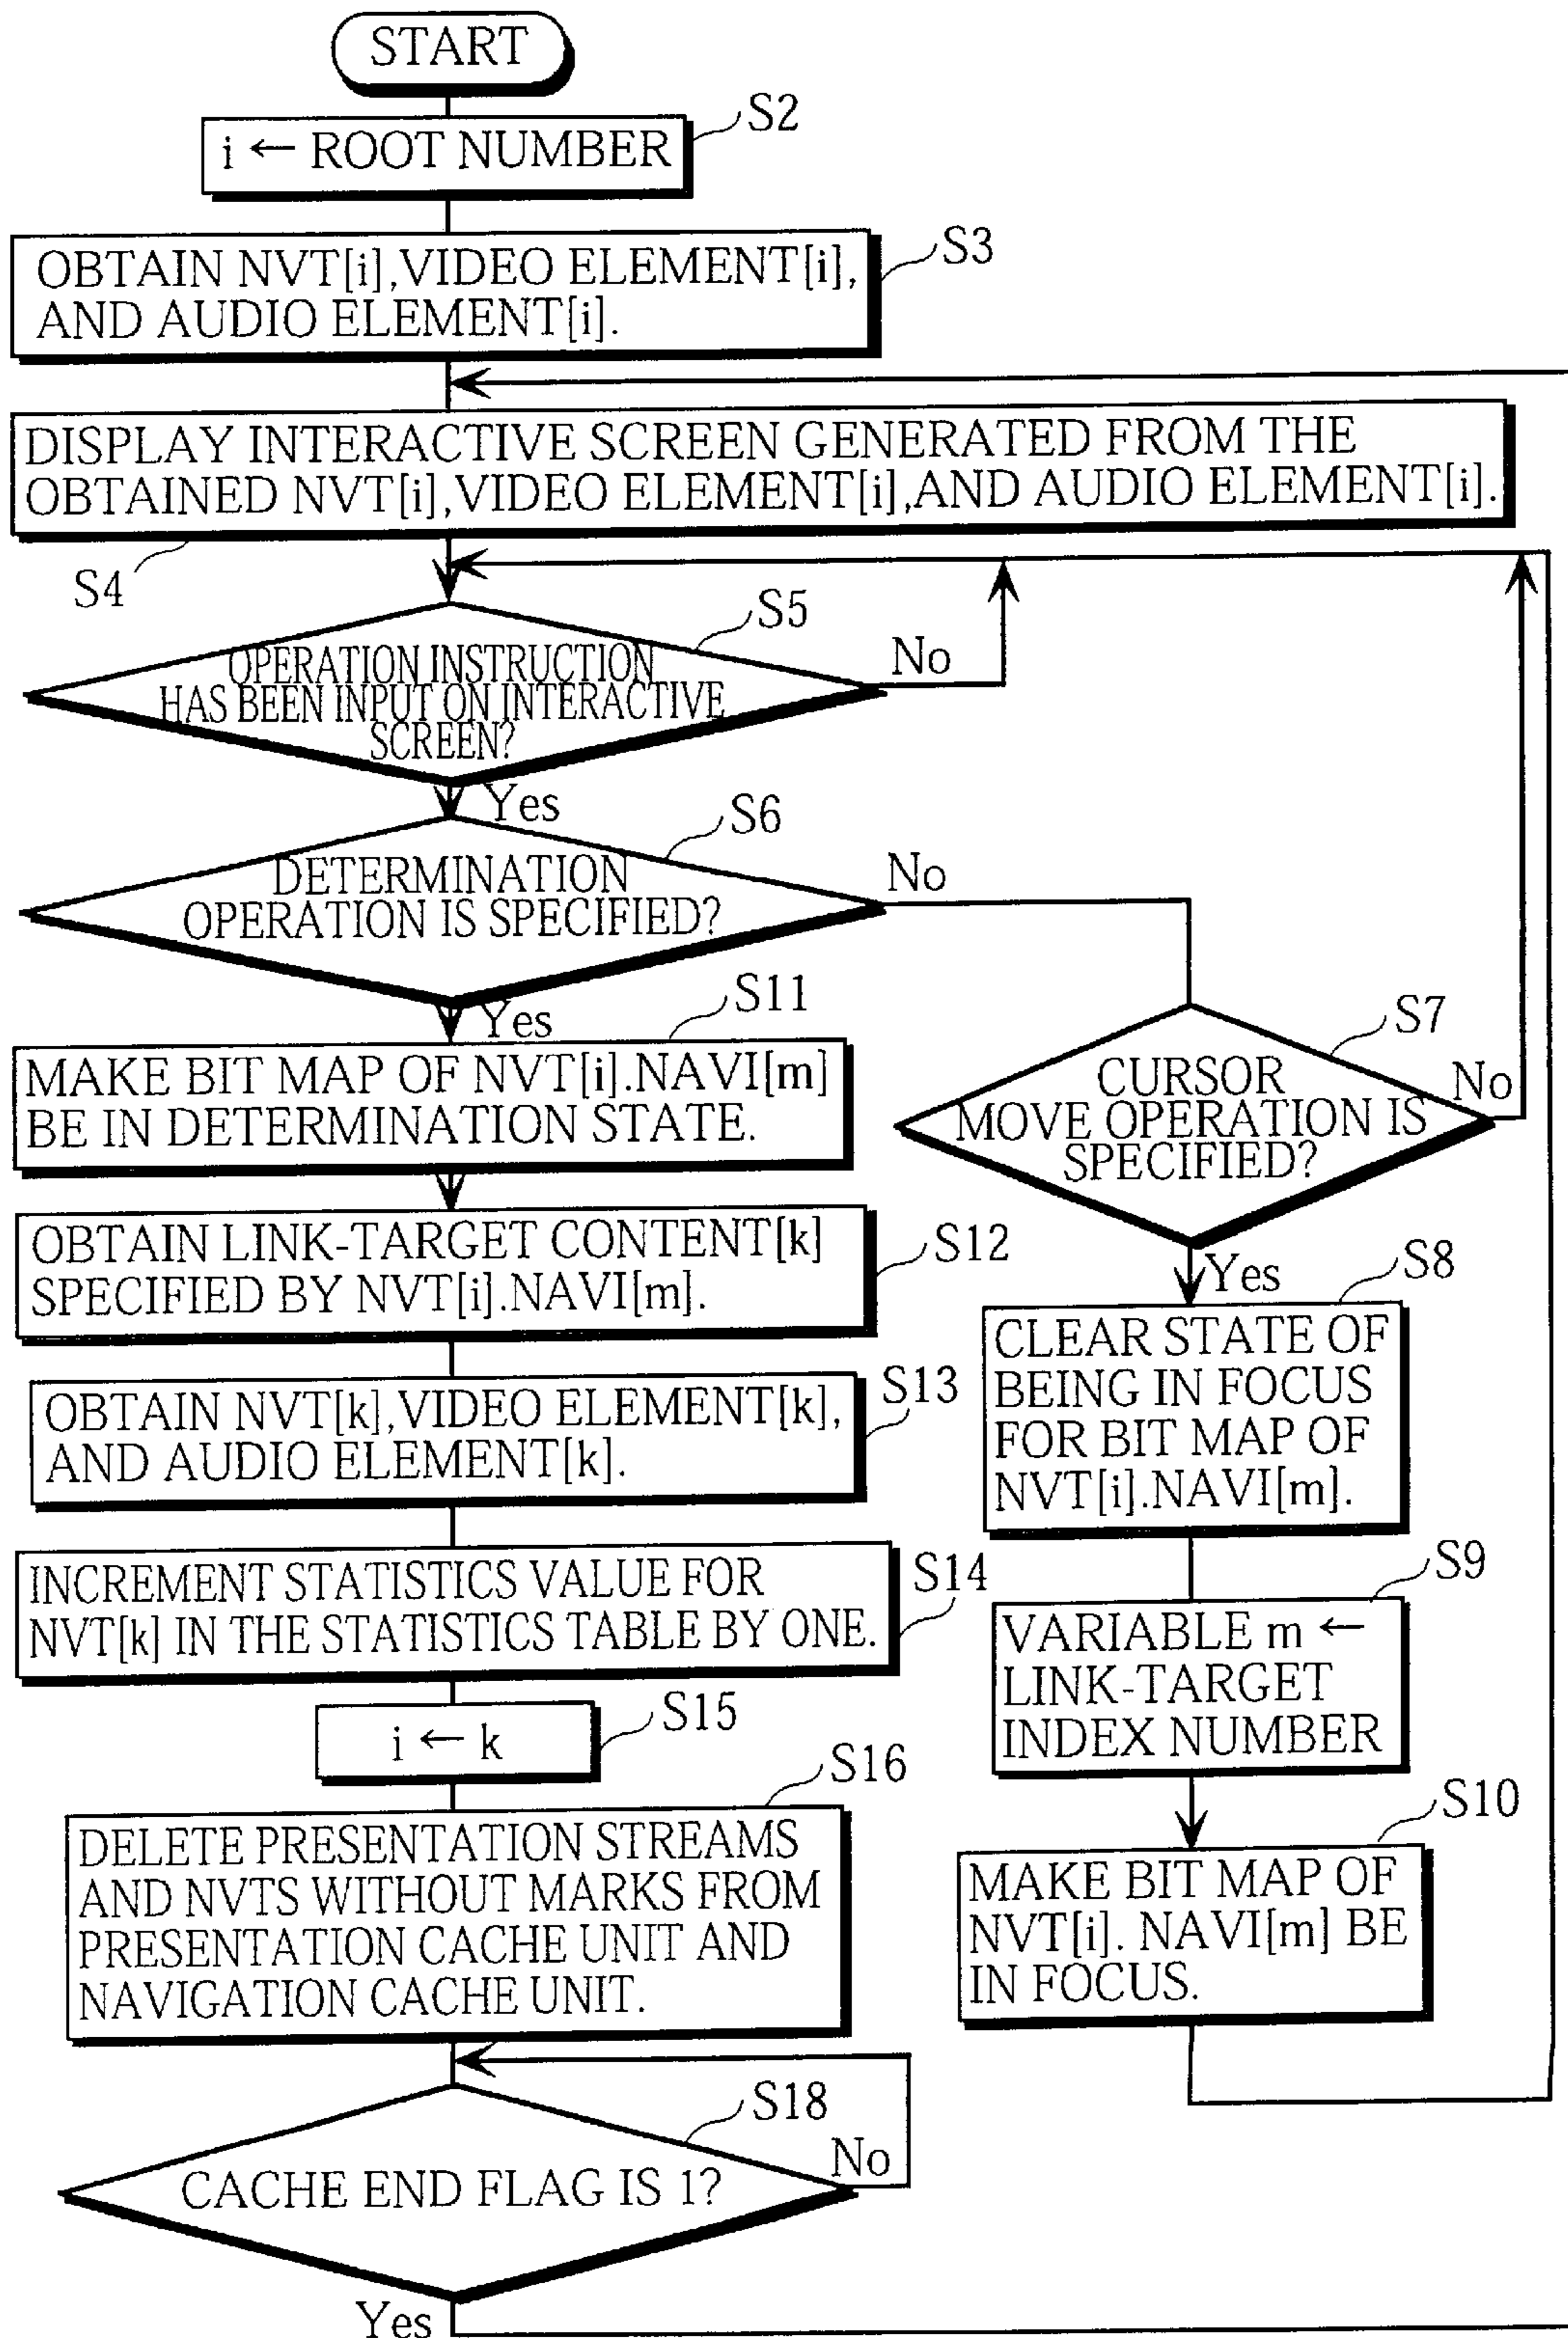 START
S2
i ← ROOT NUMBER
S3
OBTAIN NVT[i],VIDEO ELEMENT[i],
AND AUDIO ELEMENT[i].
DISPLAY INTERACTIVE SCREEN GENERATED FROM THE
OBTAINED NVT[i],VIDEO ELEMENT[i],AND AUDIO ELEMENT[i].
S4
S5
OPERATION INSTRUCTION
HAS BEEN INPUT ON INTERACTIVE
SCREEN?
No
Yes
S6
DETERMINATION
OPERATION IS SPECIFIED?
No
Yes
S7
CURSOR
MOVE OPERATION IS
SPECIFIED?
No
Yes
S8
CLEAR STATE OF
BEING IN FOCUS
FOR BIT MAP OF
NVT[i].NAVI[m].
S9
VARIABLE m ←
LINK-TARGET
INDEX NUMBER
S10
MAKE BIT MAP OF
NVT[i]. NAVI[m] BE
IN FOCUS.
S11
MAKE BIT MAP OF NVT[i].NAVI[m]
BE IN DETERMINATION STATE.
S12
OBTAIN LINK-TARGET CONTENT[k]
SPECIFIED BY NVT[i].NAVI[m].
S13
OBTAIN NVT[k],VIDEO ELEMENT[k],
AND AUDIO ELEMENT[k].
S14
INCREMENT STATISTICS VALUE FOR
NVT[k] IN THE STATISTICS TABLE BY ONE.
S15
i ← k
S16
DELETE PRESENTATION STREAMS
AND NVTS WITHOUT MARKS FROM
PRESENTATION CACHE UNIT AND
NAVIGATION CACHE UNIT.
S18
CACHE END FLAG IS 1?
No
Yes